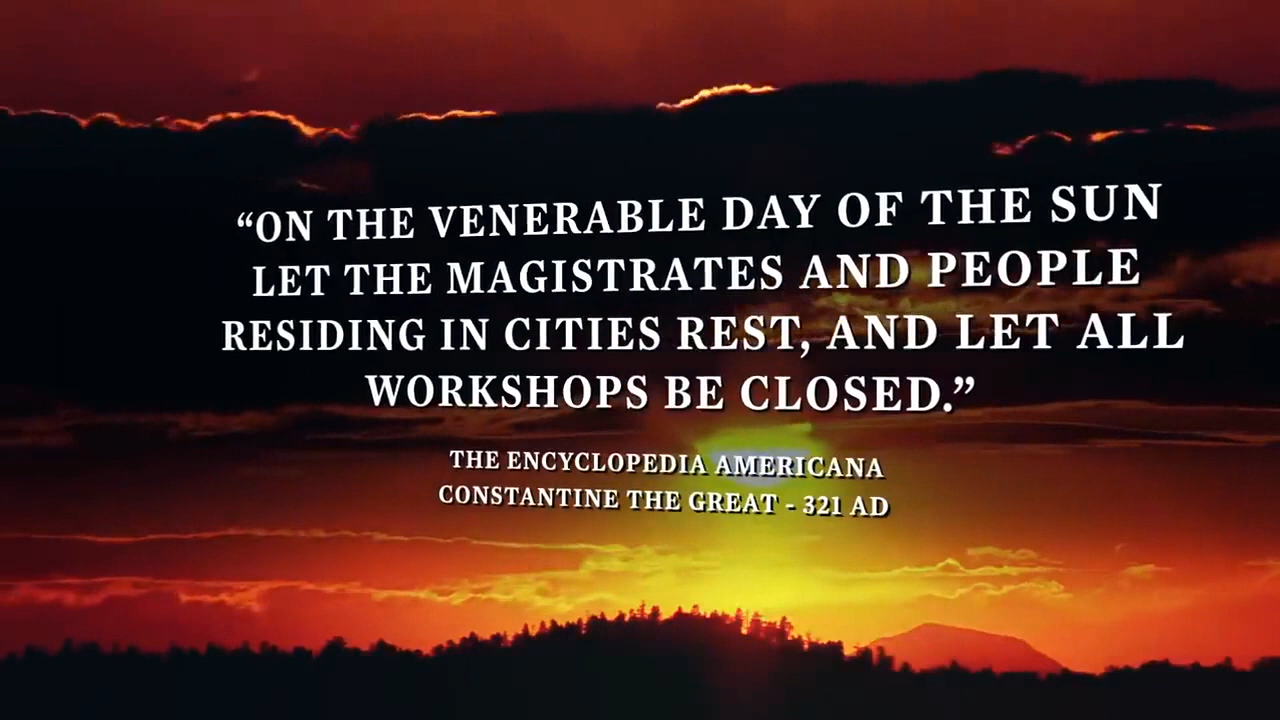 “ON THE VENERABLE DAY OF THE SUN
LET THE MAGISTRATES AND PEOPLE
RESIDING IN CITIES REST, AND LET ALL
WORKSHOPS BE CLOSED.”
THE ENCYCLOPEDIA AMERICANA
CONSTANTINE THE GREAT - 321 AD